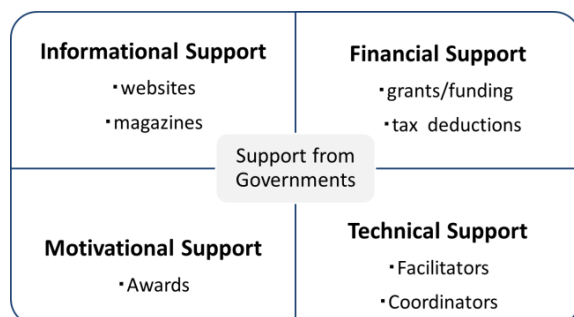 Informational Support
・websites
・magazines
Financial Support
・grants/funding
・tax deductions
Support from
Governments
Motivational Support
・Awards
Technical Support
・Facilitators
・Coordinators